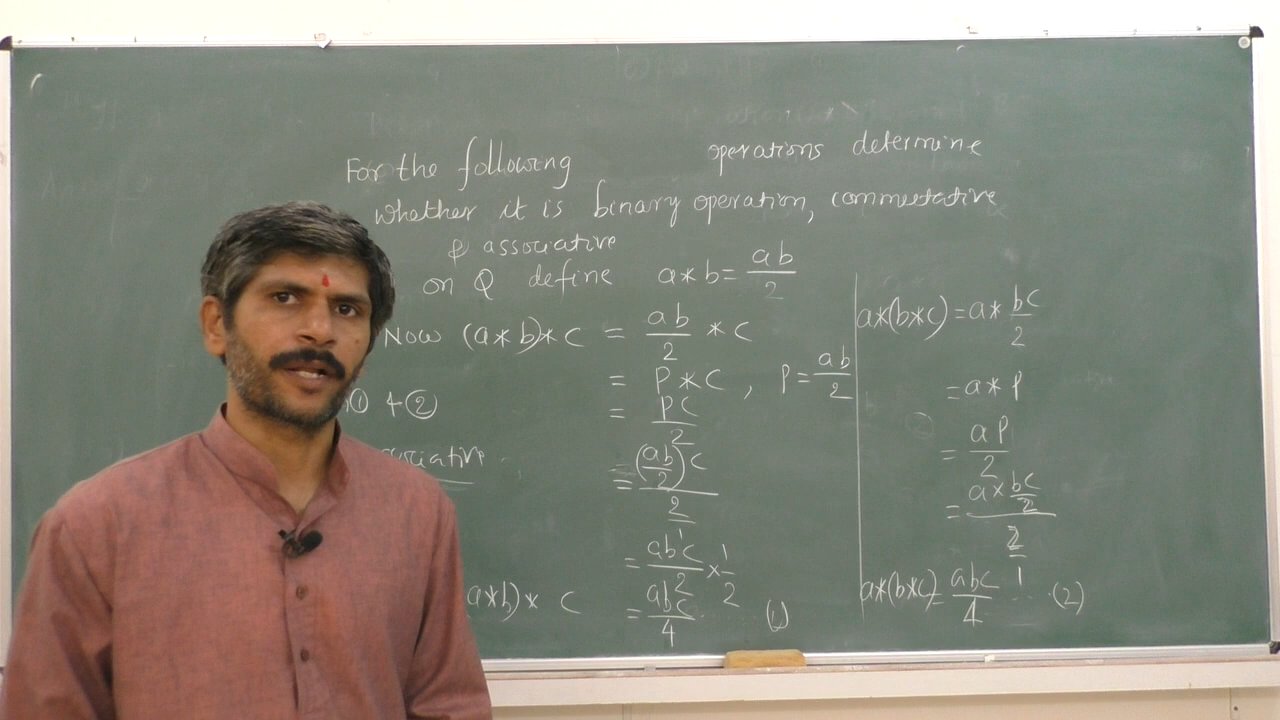 For the following operations determine
whether it is binary operation, commutative
& associative
on Q define a * b = ab/2
Now (a * b) * c = ab/2 * c
= P * c , P = ab/2
① & ②
= Pc/2
= (ab/2)c/2
= abc/2 × 1/2
a * b) * c = abc/4 . . . (1)
a * (b * c) = a * bc/2
= a * P
= aP/2
= a × bc/2/2
a * (b * c) = abc/4 . . . (2)